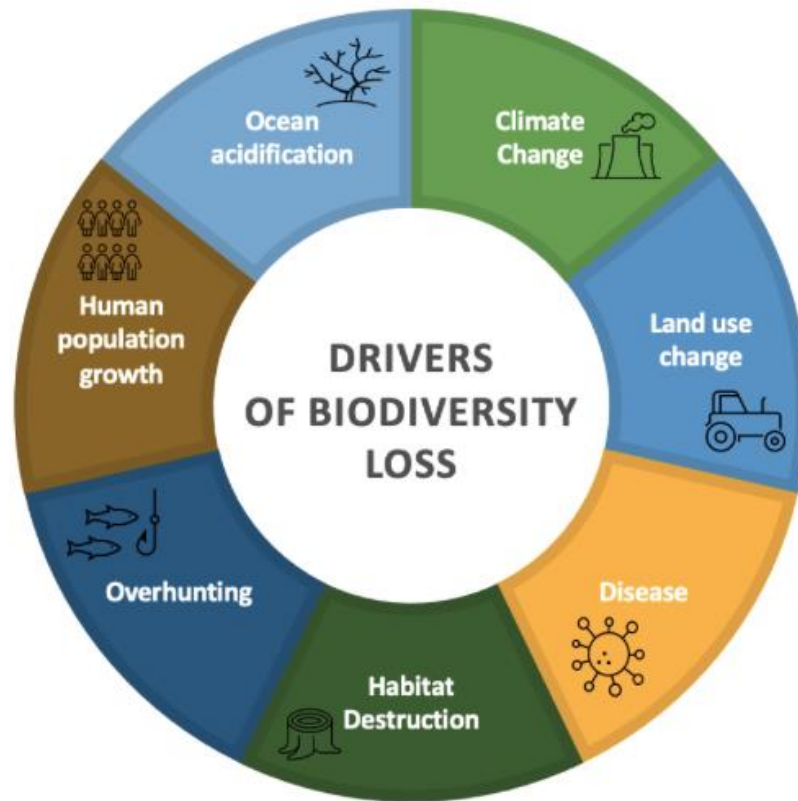 DRIVERS
OF BIODIVERSITY
LOSS
Climate
Change
Land use
change
Disease
Habitat
Destruction
Overhunting
Human
population
growth
Ocean
acidification